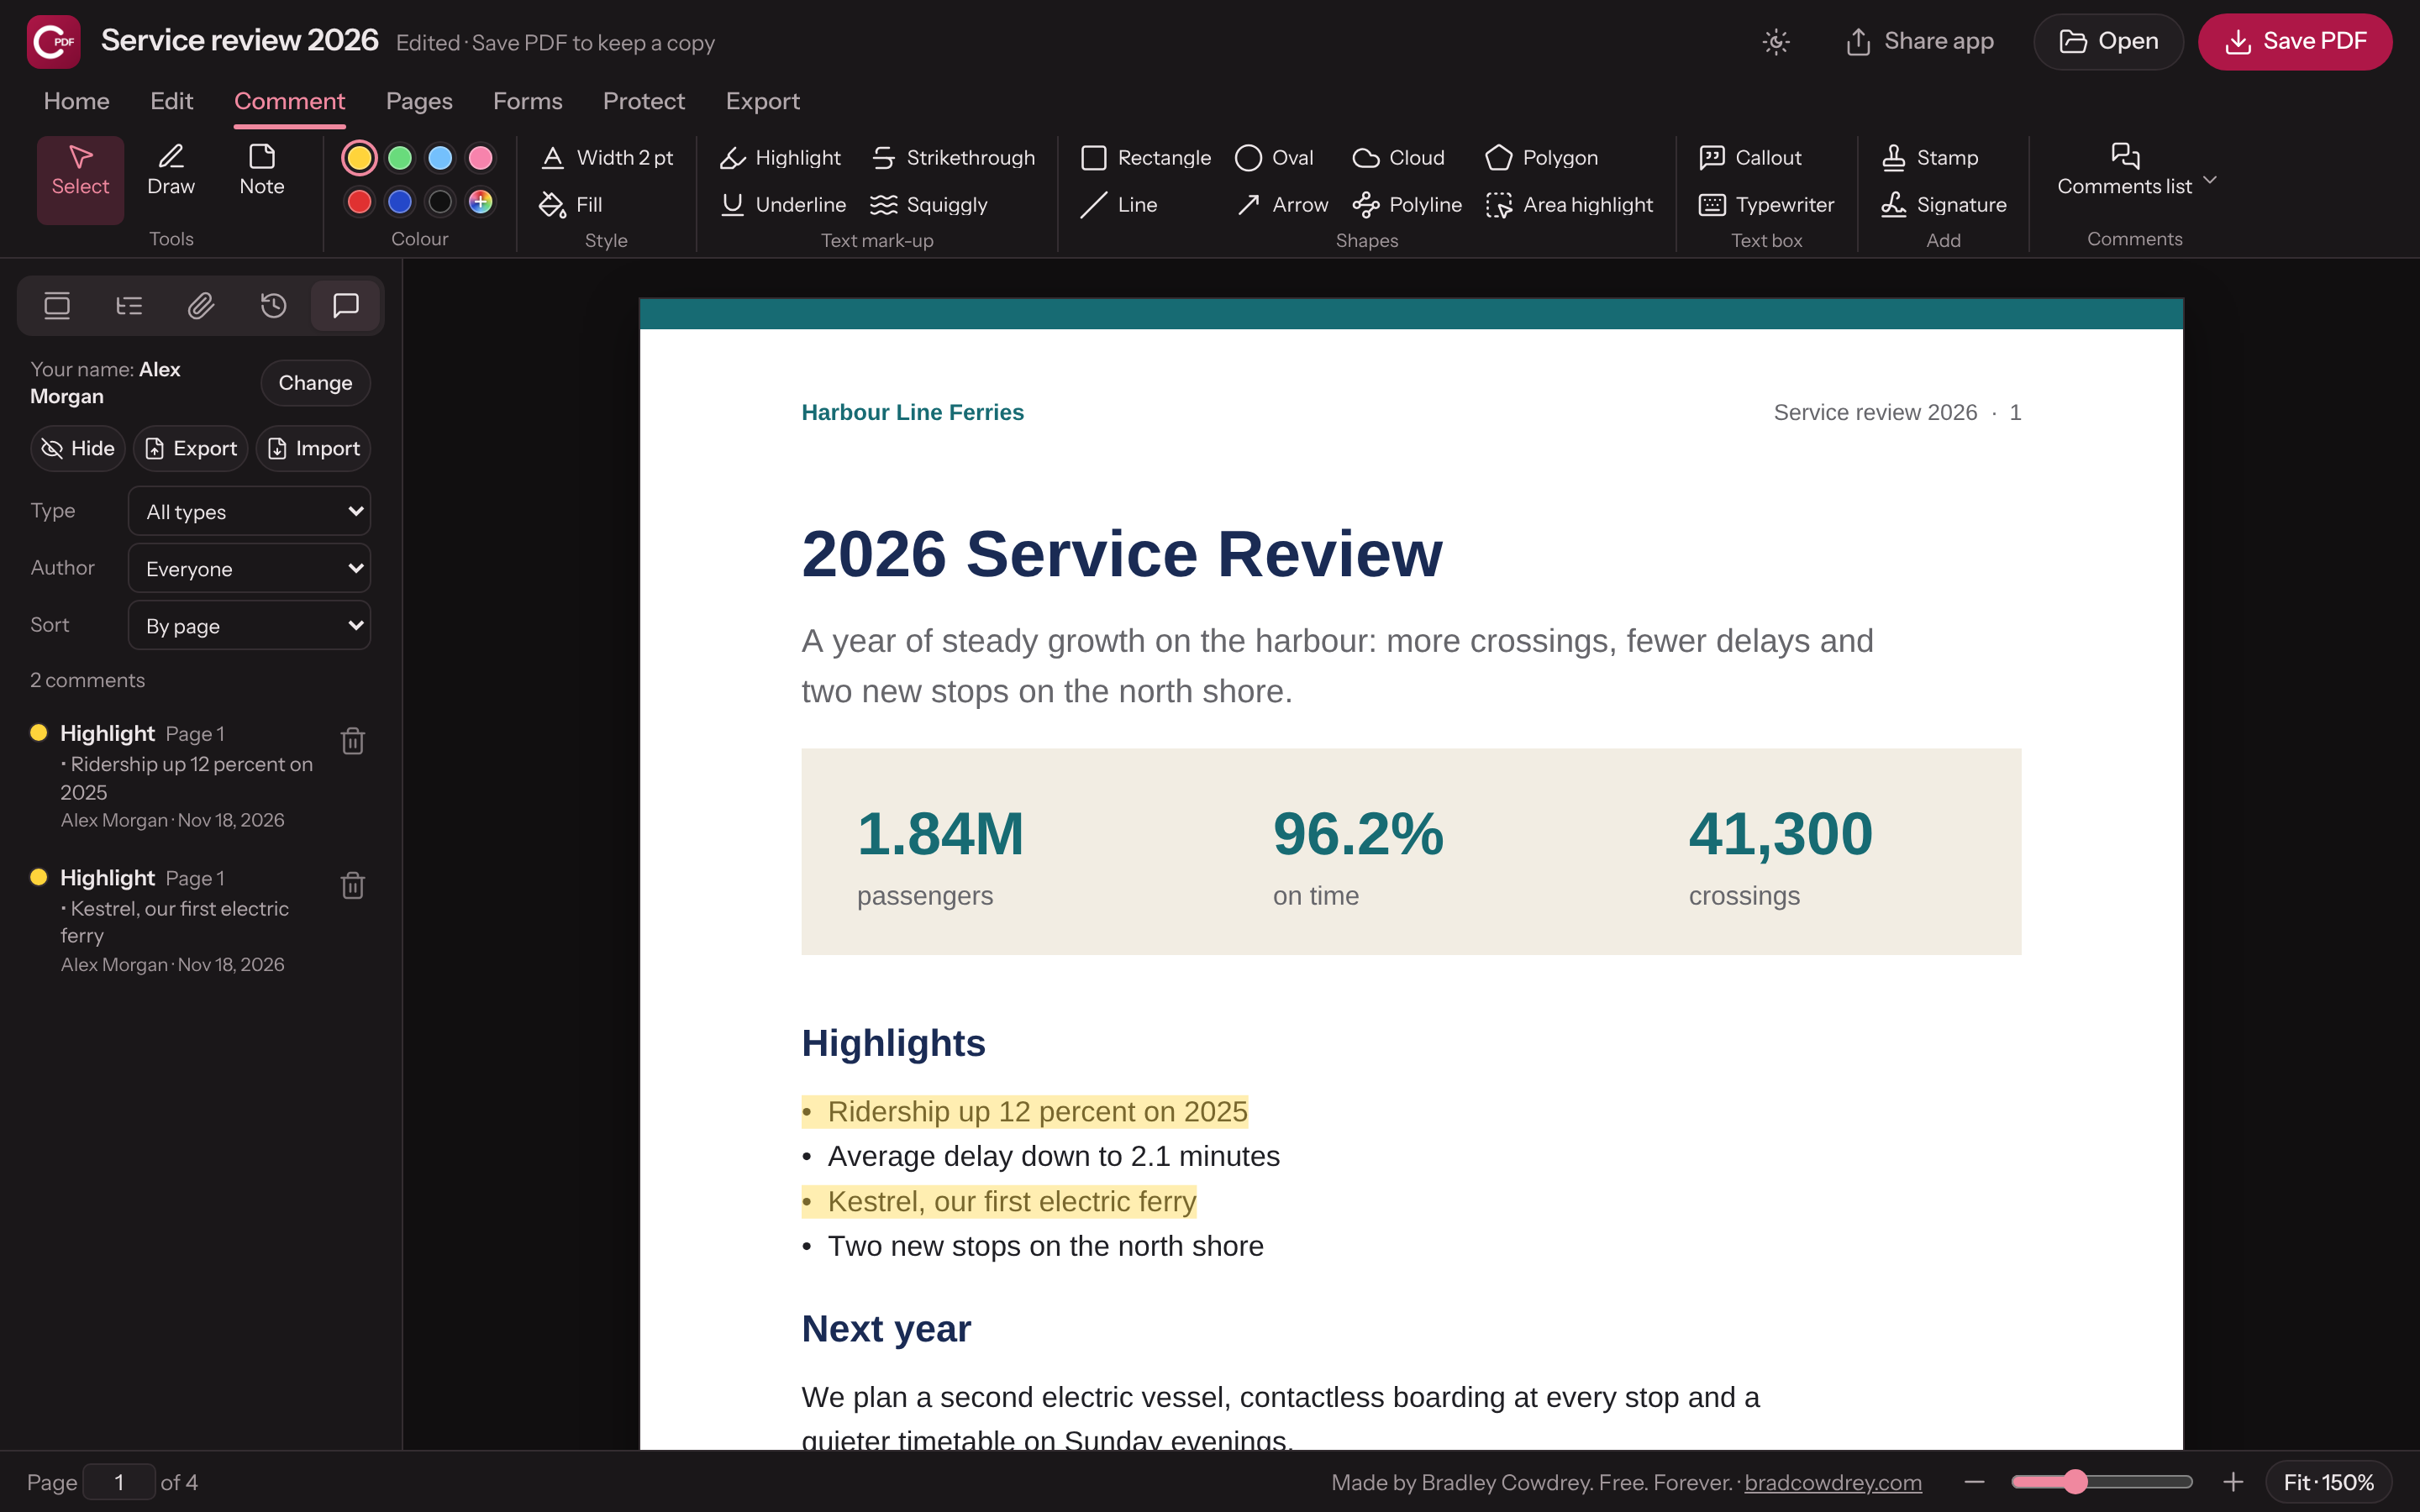 CPDF Service review 2026 Edited · Save PDF to keep a copy Share app Open Save PDF
Home Edit Comment Pages Forms Protect Export
Select Draw Note
Tools
Colour
Width 2 pt
Fill
Style
Highlight Strikethrough
Underline Squiggly
Text mark-up
Rectangle Oval Cloud Polygon
Line Arrow Polyline Area highlight
Shapes
Callout
Typewriter
Text box
Stamp
Signature
Add
Comments list
Comments
Your name: Alex
Morgan
Change
Hide Export Import
Type All types
Author Everyone
Sort By page
2 comments
Highlight Page 1
· Ridership up 12 percent on
2025
Alex Morgan · Nov 18, 2026
Highlight Page 1
· Kestrel, our first electric
ferry
Alex Morgan · Nov 18, 2026
Harbour Line Ferries Service review 2026 · 1
2026 Service Review
A year of steady growth on the harbour: more crossings, fewer delays and
two new stops on the north shore.
1.84M 96.2% 41,300
passengers on time crossings
Highlights
• Ridership up 12 percent on 2025
• Average delay down to 2.1 minutes
• Kestrel, our first electric ferry
• Two new stops on the north shore
Next year
We plan a second electric vessel, contactless boarding at every stop and a
quieter timetable on Sunday evenings.
Page 1 of 4 Made by Bradley Cowdrey. Free. Forever. · bradcowdrey.com Fit · 150%